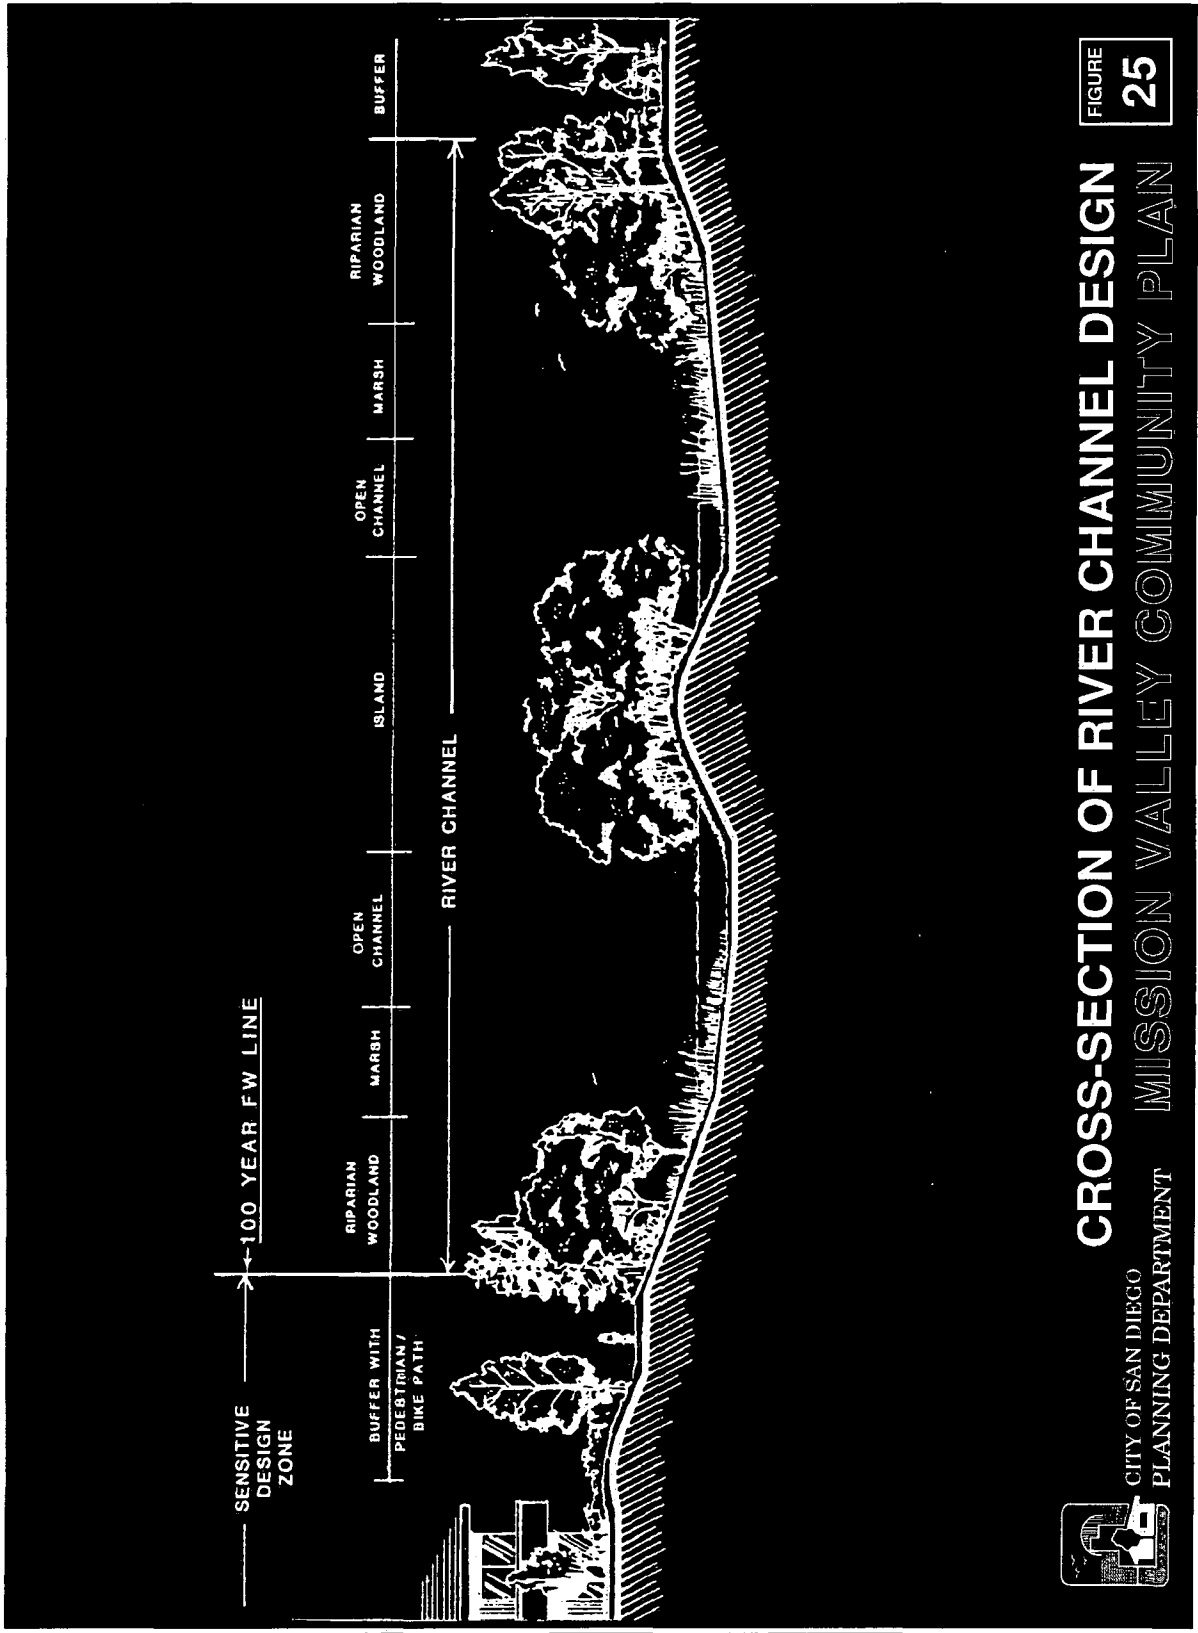 SENSITIVE
DESIGN
ZONE
100 YEAR FW LINE
BUFFER WITH
PEDESTRIAN/
BIKE PATH
RIPARIAN
WOODLAND
MARSH
OPEN
CHANNEL
ISLAND
OPEN
CHANNEL
MARSH
RIPARIAN
WOODLAND
BUFFER
RIVER CHANNEL
CITY OF SAN DIEGO
PLANNING DEPARTMENT
CROSS-SECTION OF RIVER CHANNEL DESIGN
MISSION VALLEY COMMUNITY PLAN
FIGURE
25